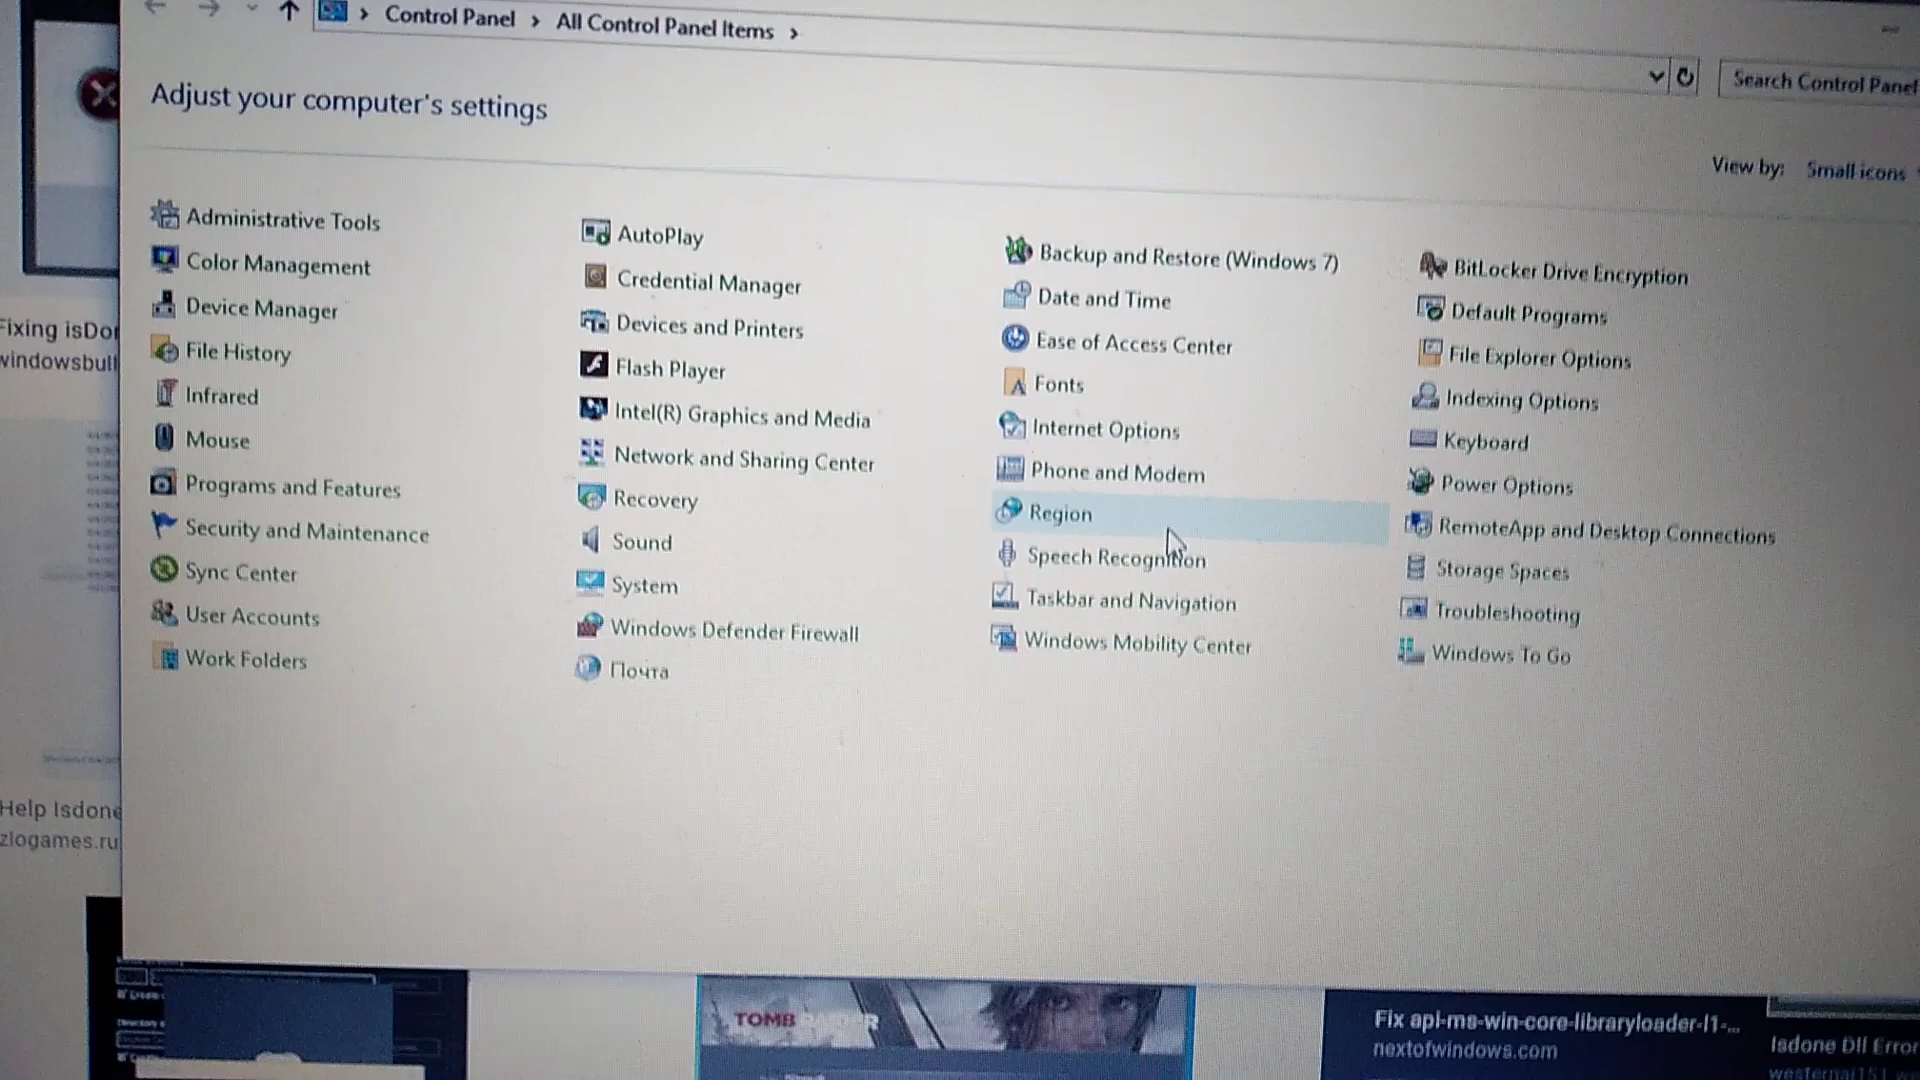 Control Panel > All Control Panel Items >
Search Control Panel
Adjust your computer's settings
View by: Small icons
Administrative Tools
Color Management
Device Manager
File History
Infrared
Mouse
Programs and Features
Security and Maintenance
Sync Center
User Accounts
Work Folders
AutoPlay
Credential Manager
Devices and Printers
Flash Player
Intel(R) Graphics and Media
Network and Sharing Center
Recovery
Sound
System
Windows Defender Firewall
Почта
Backup and Restore (Windows 7)
Date and Time
Ease of Access Center
Fonts
Internet Options
Phone and Modem
Region
Speech Recognition
Taskbar and Navigation
Windows Mobility Center
BitLocker Drive Encryption
Default Programs
File Explorer Options
Indexing Options
Keyboard
Power Options
RemoteApp and Desktop Connections
Storage Spaces
Troubleshooting
Windows To Go
Fixing isDon
windowsbull
Help Isdone
zlogames.ru
TOMB RAIDER
Fix api-ms-win-core-libraryloader-l1-...
nextofwindows.com
Isdone Dll Error